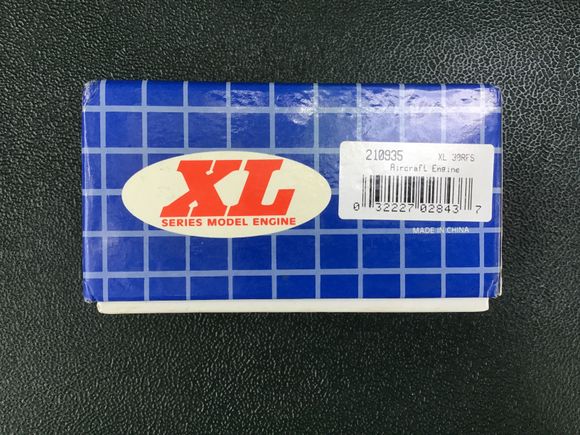 XL
SERIES MODEL ENGINE
210935 XL 30RFS
Aircraft Engine
0 32227 02843 7
MADE IN CHINA